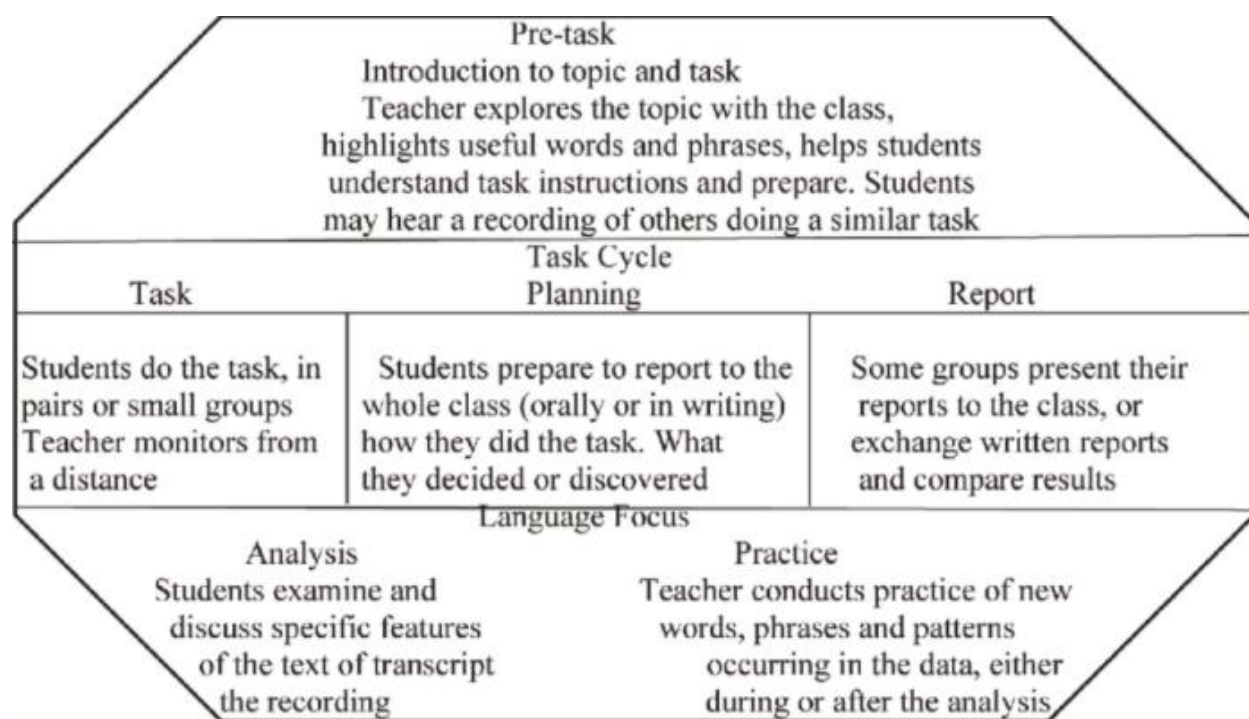 Pre-task
Introduction to topic and task
Teacher explores the topic with the class,
highlights useful words and phrases, helps students
understand task instructions and prepare. Students
may hear a recording of others doing a similar task
Task Cycle
Task Planning Report
Students do the task, in
pairs or small groups
Teacher monitors from
a distance
Students prepare to report to the
whole class (orally or in writing)
how they did the task. What
they decided or discovered
Some groups present their
reports to the class, or
exchange written reports
and compare results
Language Focus
Analysis
Students examine and
discuss specific features
of the text of transcript
the recording
Practice
Teacher conducts practice of new
words, phrases and patterns
occurring in the data, either
during or after the analysis